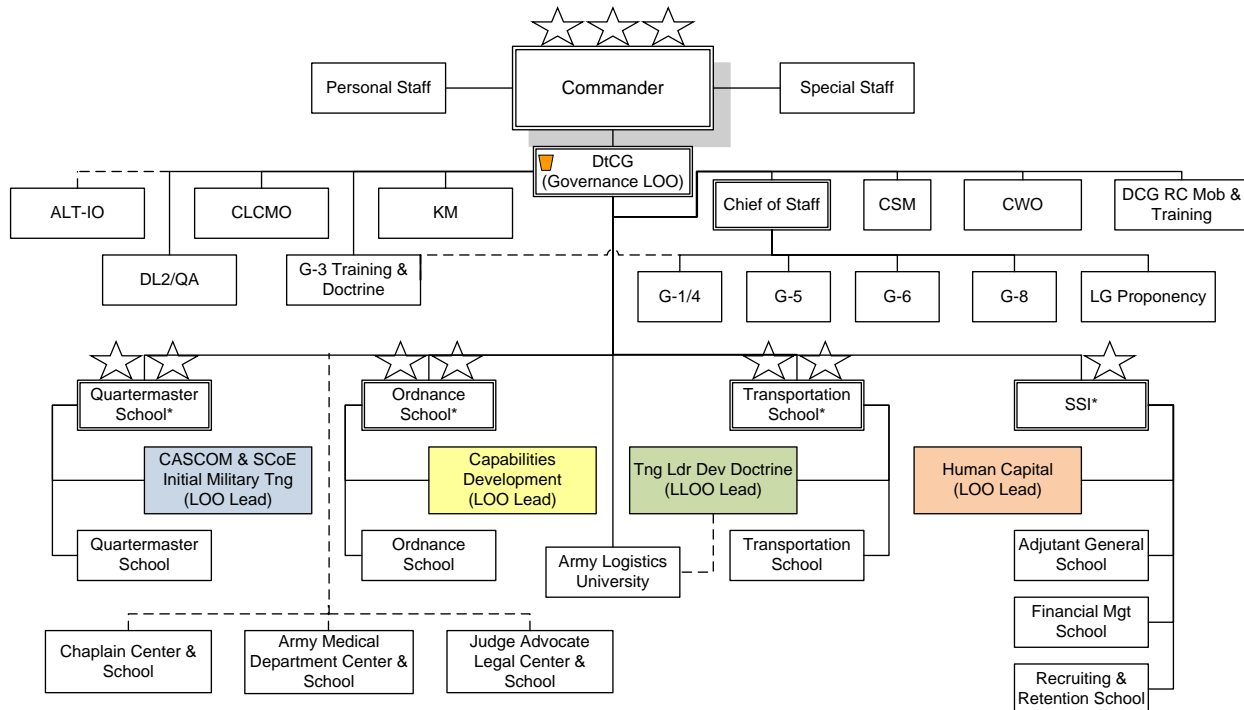 Personal Staff
Commander
Special Staff
DtCG
(Governance LOO)
ALT-IO
CLCMO
KM
Chief of Staff
CSM
CWO
DCG RC Mob &
Training
DL2/QA
G-3 Training &
Doctrine
G-1/4
G-5
G-6
G-8
LG Proponency
Quartermaster
School*
Ordnance
School*
Transportation
School*
SSI*
CASCOM & SCoE
Initial Military Tng
(LOO Lead)
Capabilities
Development
(LOO Lead)
Tng Ldr Dev Doctrine
(LLOO Lead)
Human Capital
(LOO Lead)
Quartermaster
School
Ordnance
School
Army Logistics
University
Transportation
School
Adjutant General
School
Financial Mgt
School
Recruiting &
Retention School
Chaplain Center &
School
Army Medical
Department Center &
School
Judge Advocate
Legal Center &
School